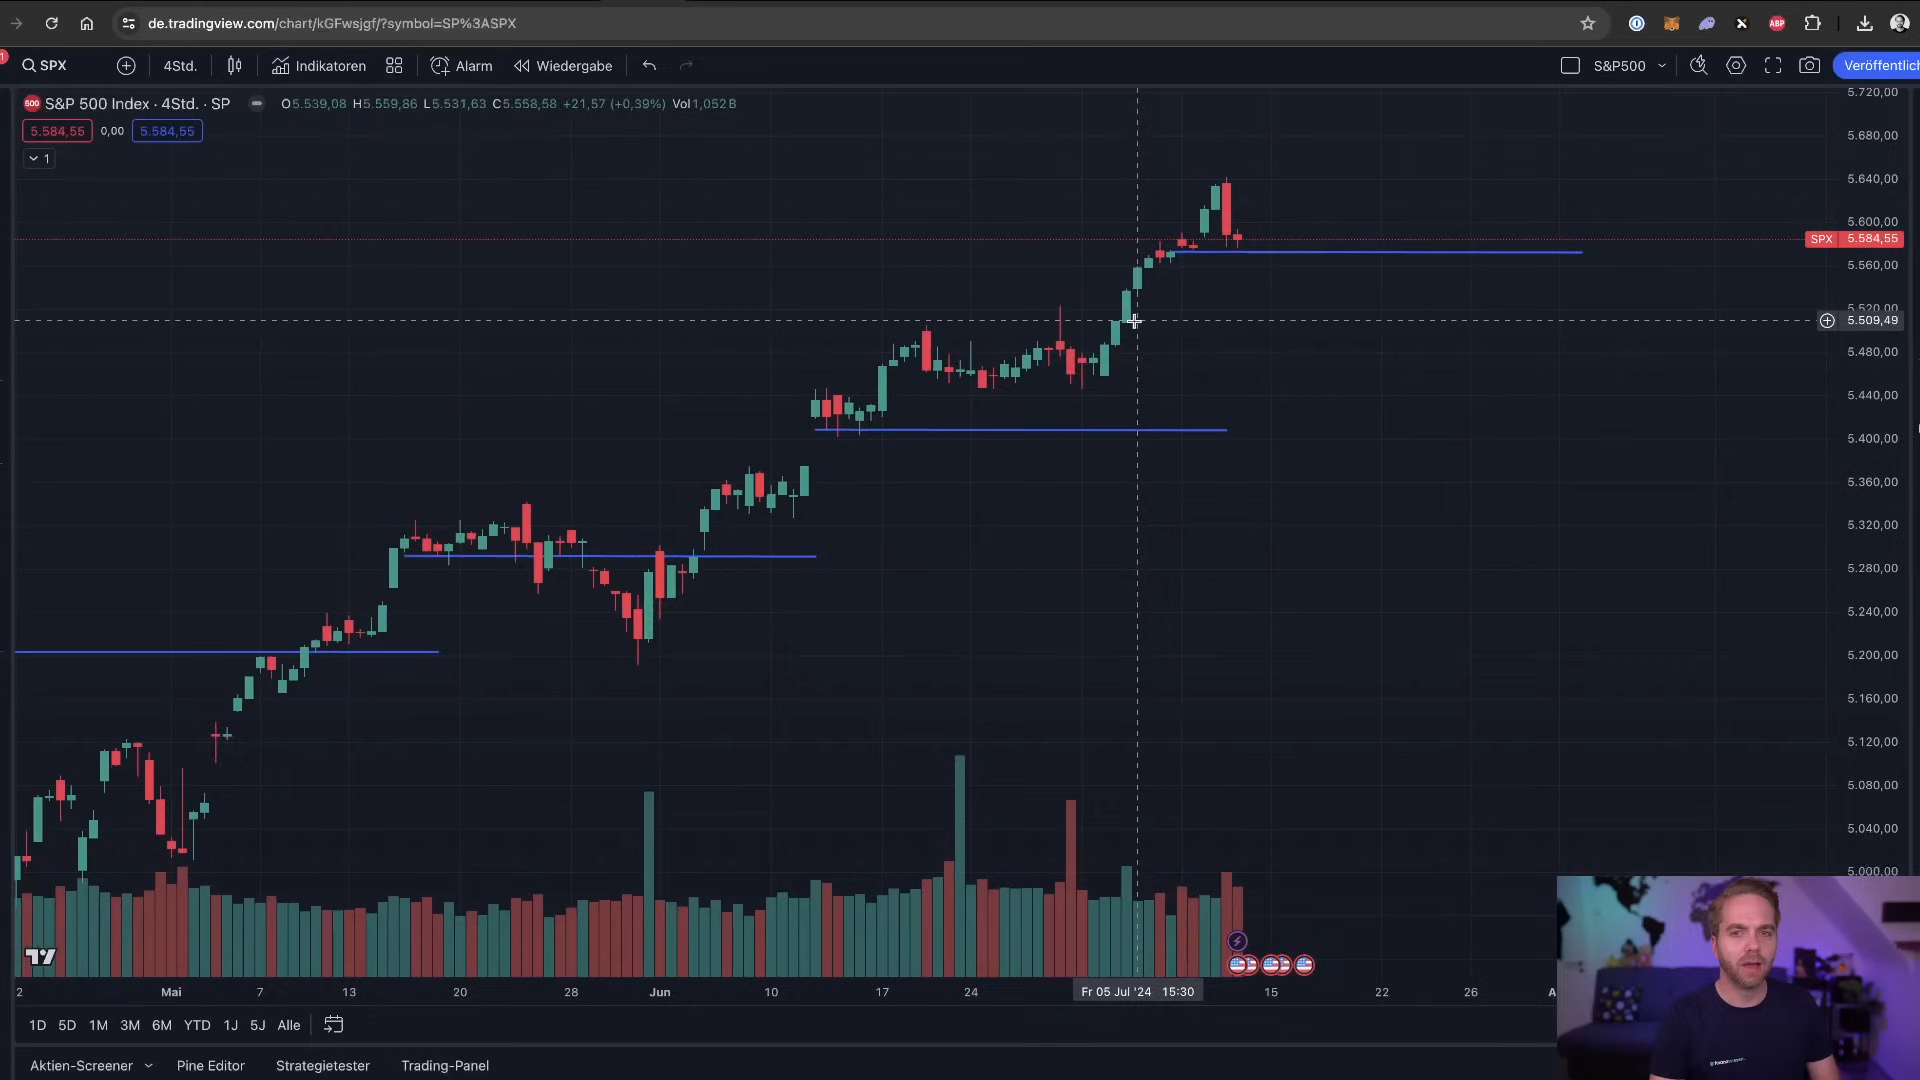 de.tradingview.com/chart/kGFwsjgf/?symbol=SP%3ASPX
ABP
1
SPX
4Std.
Indikatoren
Alarm
Wiedergabe
S&P500
Veröffentlich
500 S&P 500 Index · 4Std. · SP
O5.539,08 H5.559,86 L5.531,63 C5.558,58 +21,57 (+0,39%) Vol1,052B
5.584,55 0,00 5.584,55
1
5.720,00
5.680,00
5.640,00
5.600,00
SPX 5.584,55
5.560,00
5.520,00
5.509,49
5.480,00
5.440,00
5.400,00
5.360,00
5.320,00
5.280,00
5.240,00
5.200,00
5.160,00
5.120,00
5.080,00
5.040,00
5.000,00
2 Mai 7 13 20 28 Jun 10 17 24 Fr 05 Jul '24 15:30 15 22 26 A
1D 5D 1M 3M 6M YTD 1J 5J Alle
Aktien-Screener Pine Editor Strategietester Trading-Panel